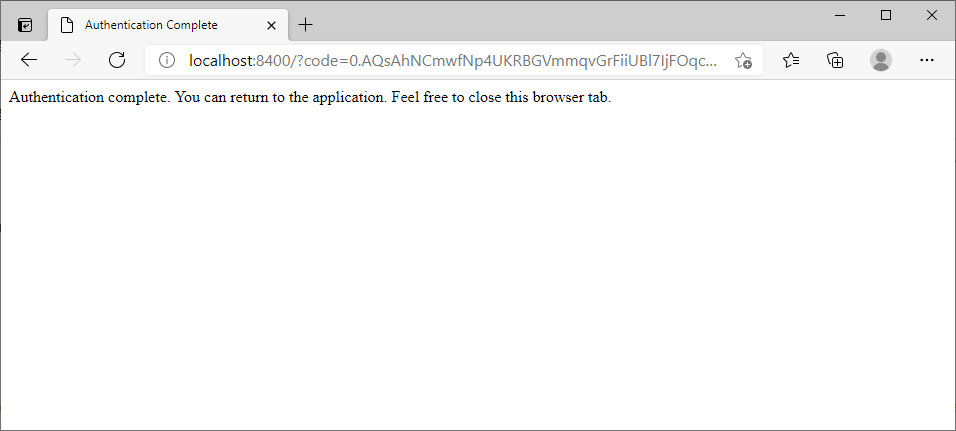 Authentication Complete
localhost:8400/?code=0.AQsAhNCmwfNp4UKRBGVmmqvGrFiiUBl7IjFOqc...
Authentication complete. You can return to the application. Feel free to close this browser tab.